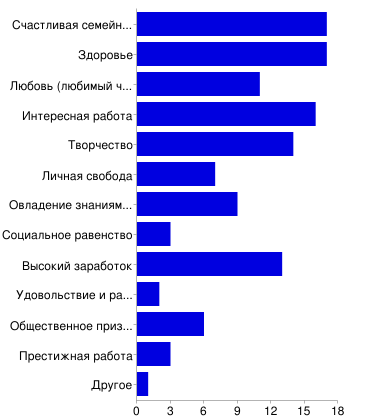 Счастливая семейн...
Здоровье
Любовь (любимый ч...
Интересная работа
Творчество
Личная свобода
Овладение знаниям...
Социальное равенство
Высокий заработок
Удовольствие и ра...
Общественное приз...
Престижная работа
Другое
0 3 6 9 12 15 18